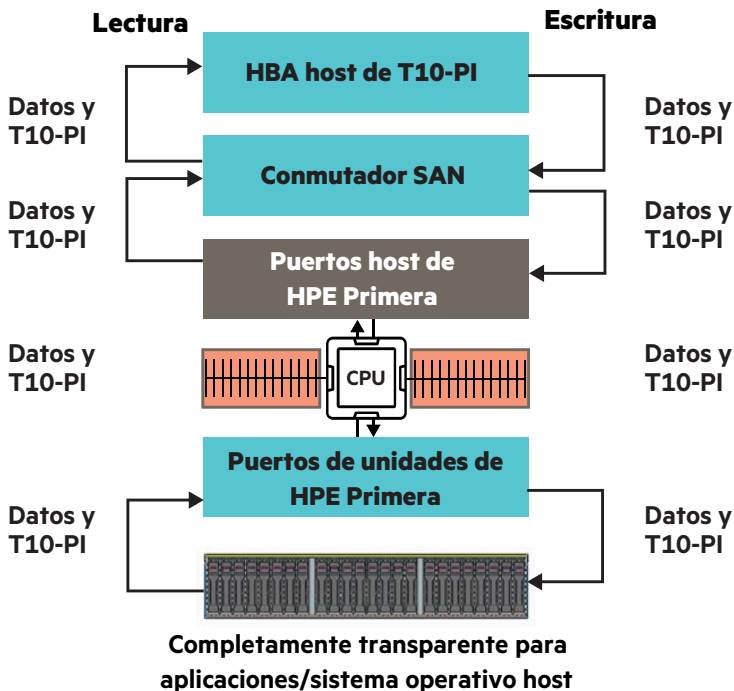 Lectura
Escritura
HBA host de T10-PI
Datos y
T10-PI
Datos y
T10-PI
Conmutador SAN
Datos y
T10-PI
Datos y
T10-PI
Puertos host de
HPE Primera
Datos y
T10-PI
CPU
Datos y
T10-PI
Puertos de unidades de
HPE Primera
Datos y
T10-PI
Datos y
T10-PI
Completamente transparente para
aplicaciones/sistema operativo host